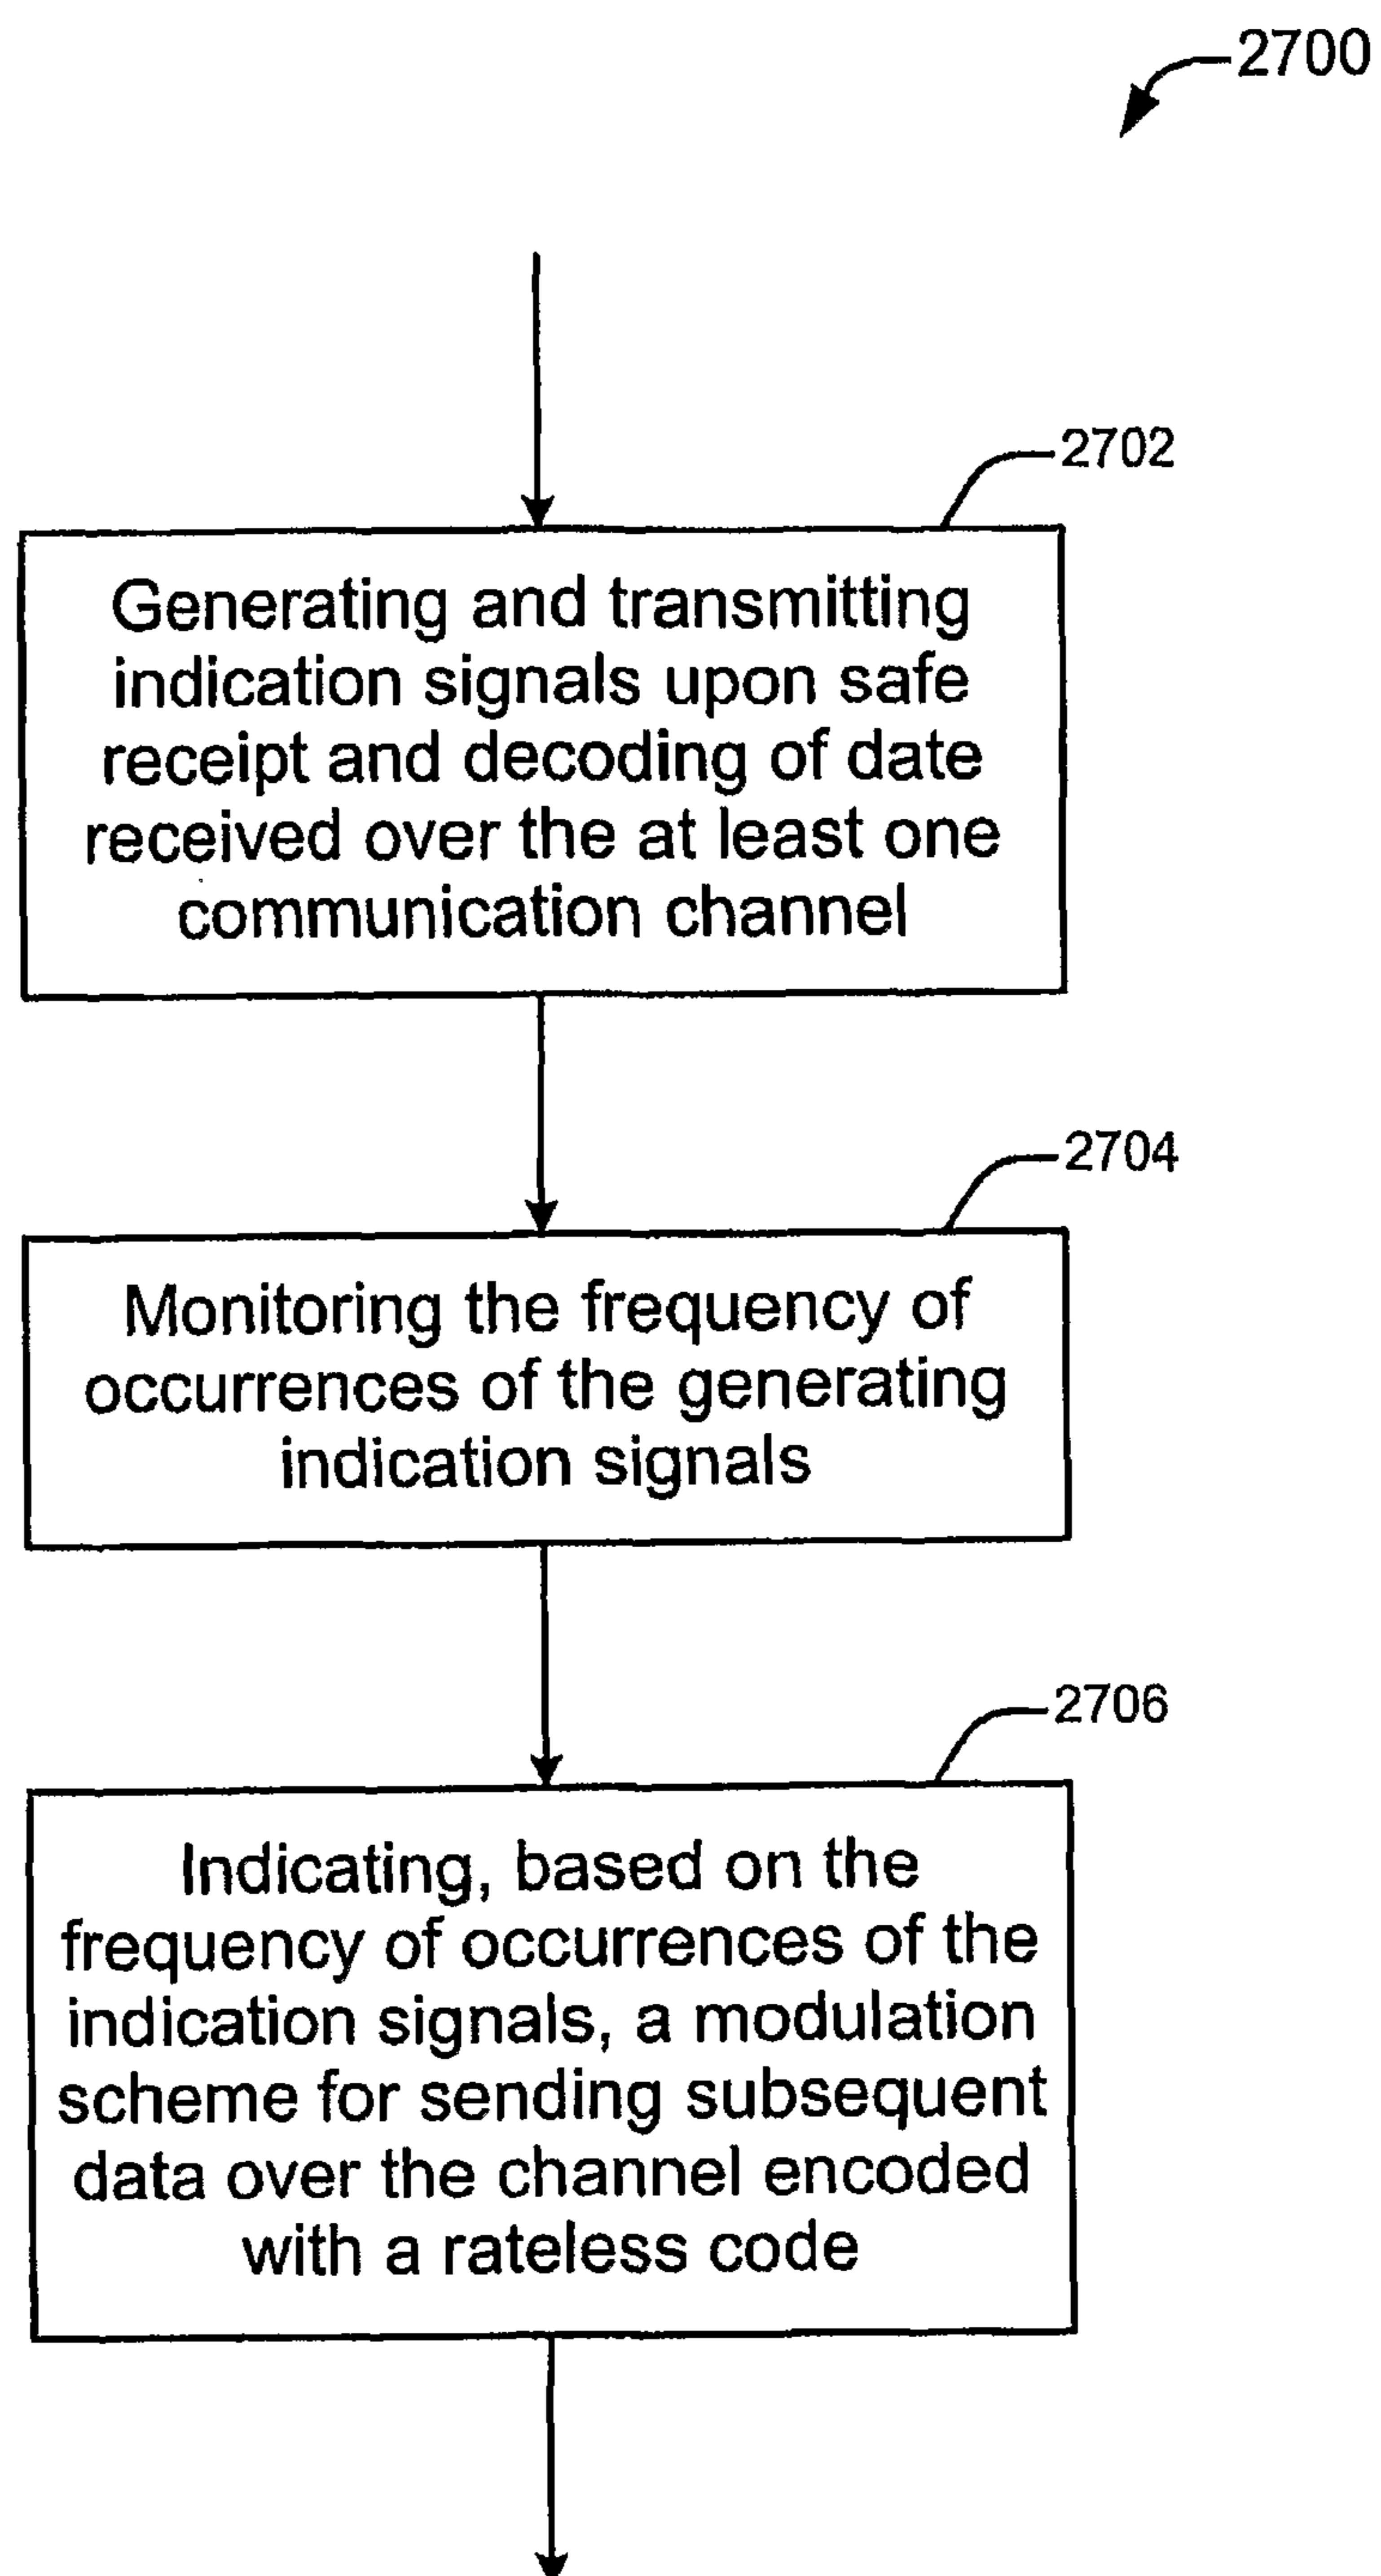 2700
2702
Generating and transmitting
indication signals upon safe
receipt and decoding of date
received over the at least one
communication channel
2704
Monitoring the frequency of
occurrences of the generating
indication signals
2706
Indicating, based on the
frequency of occurrences of the
indication signals, a modulation
scheme for sending subsequent
data over the channel encoded
with a rateless code